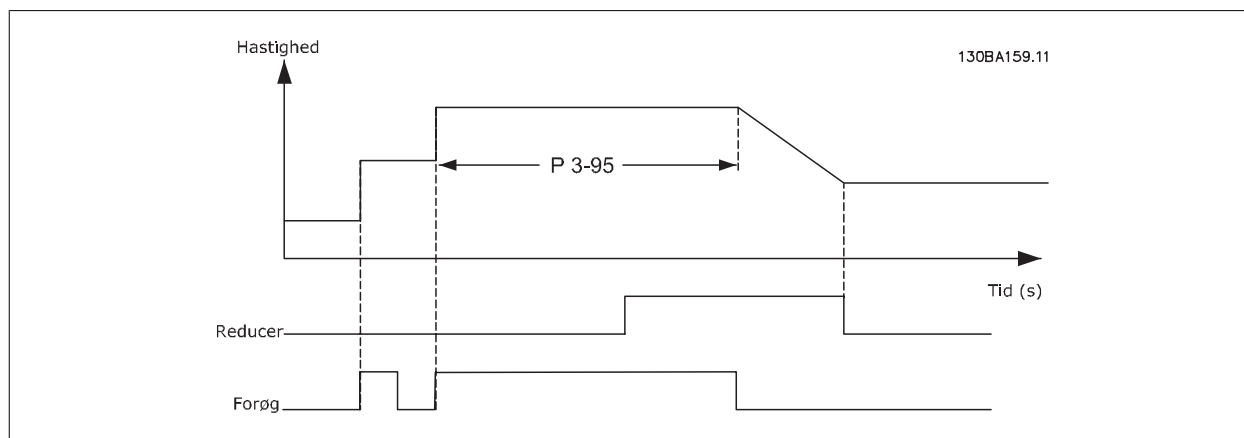 Hastighed
130BA159.11
P 3-95
Tid (s)
Reducer
Forøg